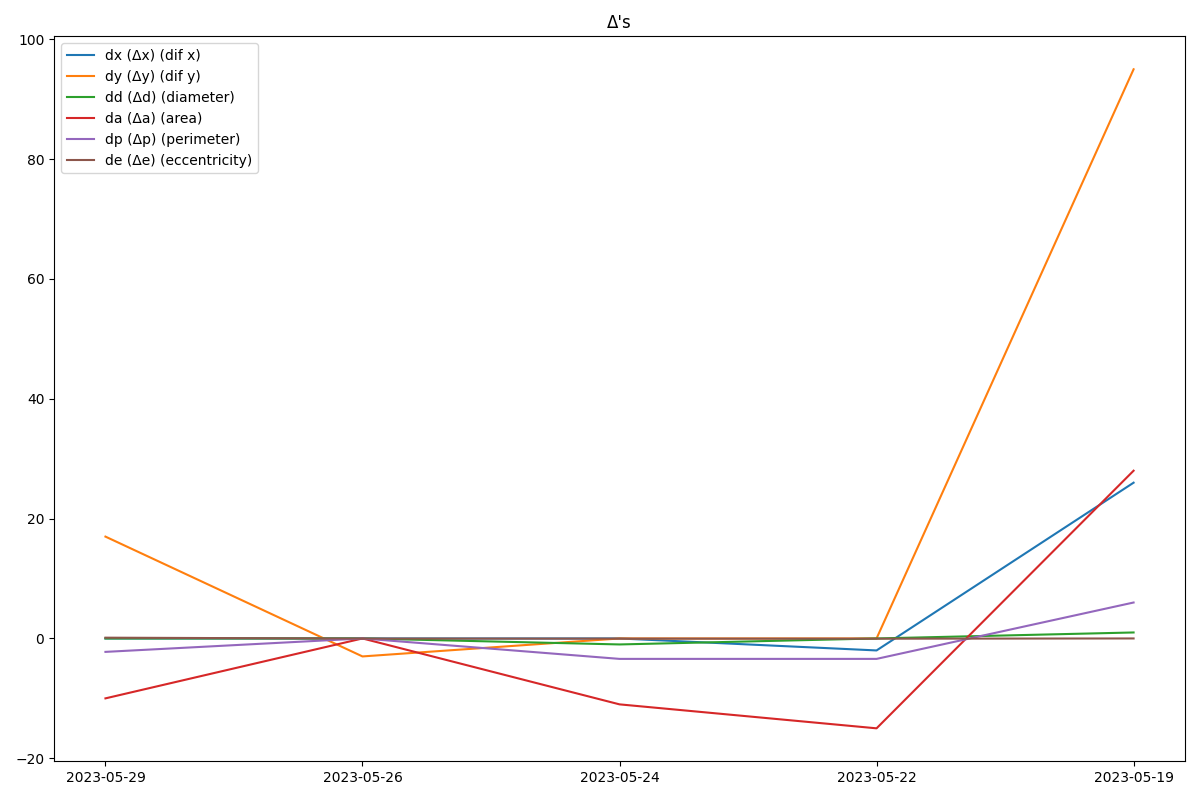 Δ's
100
80
60
40
20
0
−20
dx (Δx) (dif x)
dy (Δy) (dif y)
dd (Δd) (diameter)
da (Δa) (area)
dp (Δp) (perimeter)
de (Δe) (eccentricity)
2023-05-29 2023-05-26 2023-05-24 2023-05-22 2023-05-19